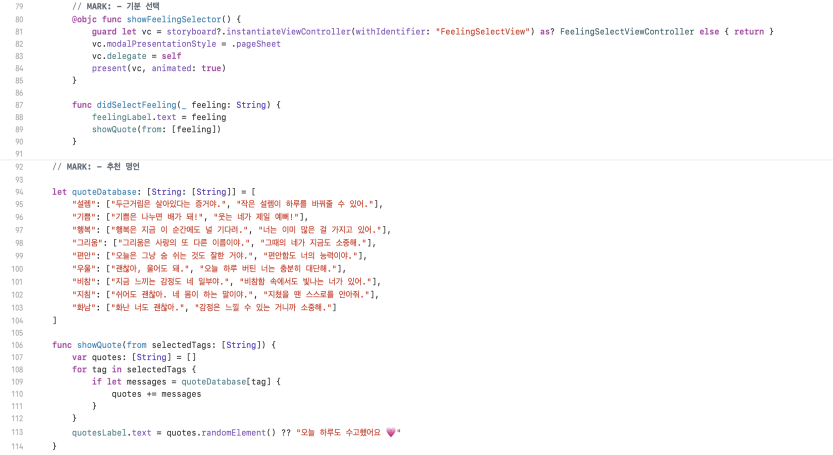 79 // MARK: - 기분 선택
80 @objc func showFeelingSelector() {
81 guard let vc = storyboard?.instantiateViewController(withIdentifier: "FeelingSelectView") as? FeelingSelectViewController else { return }
82 vc.modalPresentationStyle = .pageSheet
83 vc.delegate = self
84 present(vc, animated: true)
85 }
86
87 func didSelectFeeling(_ feeling: String) {
88 feelingLabel.text = feeling
89 showQuote(from: [feeling])
90 }
91
92 // MARK: - 추천 명언
93
94 let quoteDatabase: [String: [String]] = [
95 "설렘": ["두근거림은 살아있다는 증거야.", "작은 설렘이 하루를 바꿔줄 수 있어."],
96 "기쁨": ["기쁨은 나누면 배가 돼!", "웃는 네가 제일 예뻐!"],
97 "행복": ["행복은 지금 이 순간에도 널 기다려.", "너는 이미 많은 걸 가지고 있어."],
98 "그리움": ["그리움은 사랑의 또 다른 이름이야.", "그때의 네가 지금도 소중해."],
99 "편안": ["오늘은 그냥 숨 쉬는 것도 잘한 거야.", "편안함도 너의 능력이야."],
100 "우울": ["괜찮아, 울어도 돼.", "오늘 하루 버틴 너는 충분히 대단해."],
101 "비참": ["지금 느끼는 감정도 네 일부야.", "비참함 속에서도 빛나는 너가 있어."],
102 "지침": ["쉬어도 괜찮아. 네 몸이 하는 말이야.", "지쳤을 땐 스스로를 안아줘."],
103 "화남": ["화난 너도 괜찮아.", "감정은 느낄 수 있는 거니까 소중해."]
104 ]
105
106 func showQuote(from selectedTags: [String]) {
107 var quotes: [String] = []
108 for tag in selectedTags {
109 if let messages = quoteDatabase[tag] {
110 quotes += messages
111 }
112 }
113 quotesLabel.text = quotes.randomElement() ?? "오늘 하루도 수고했어요 💗"
114 }